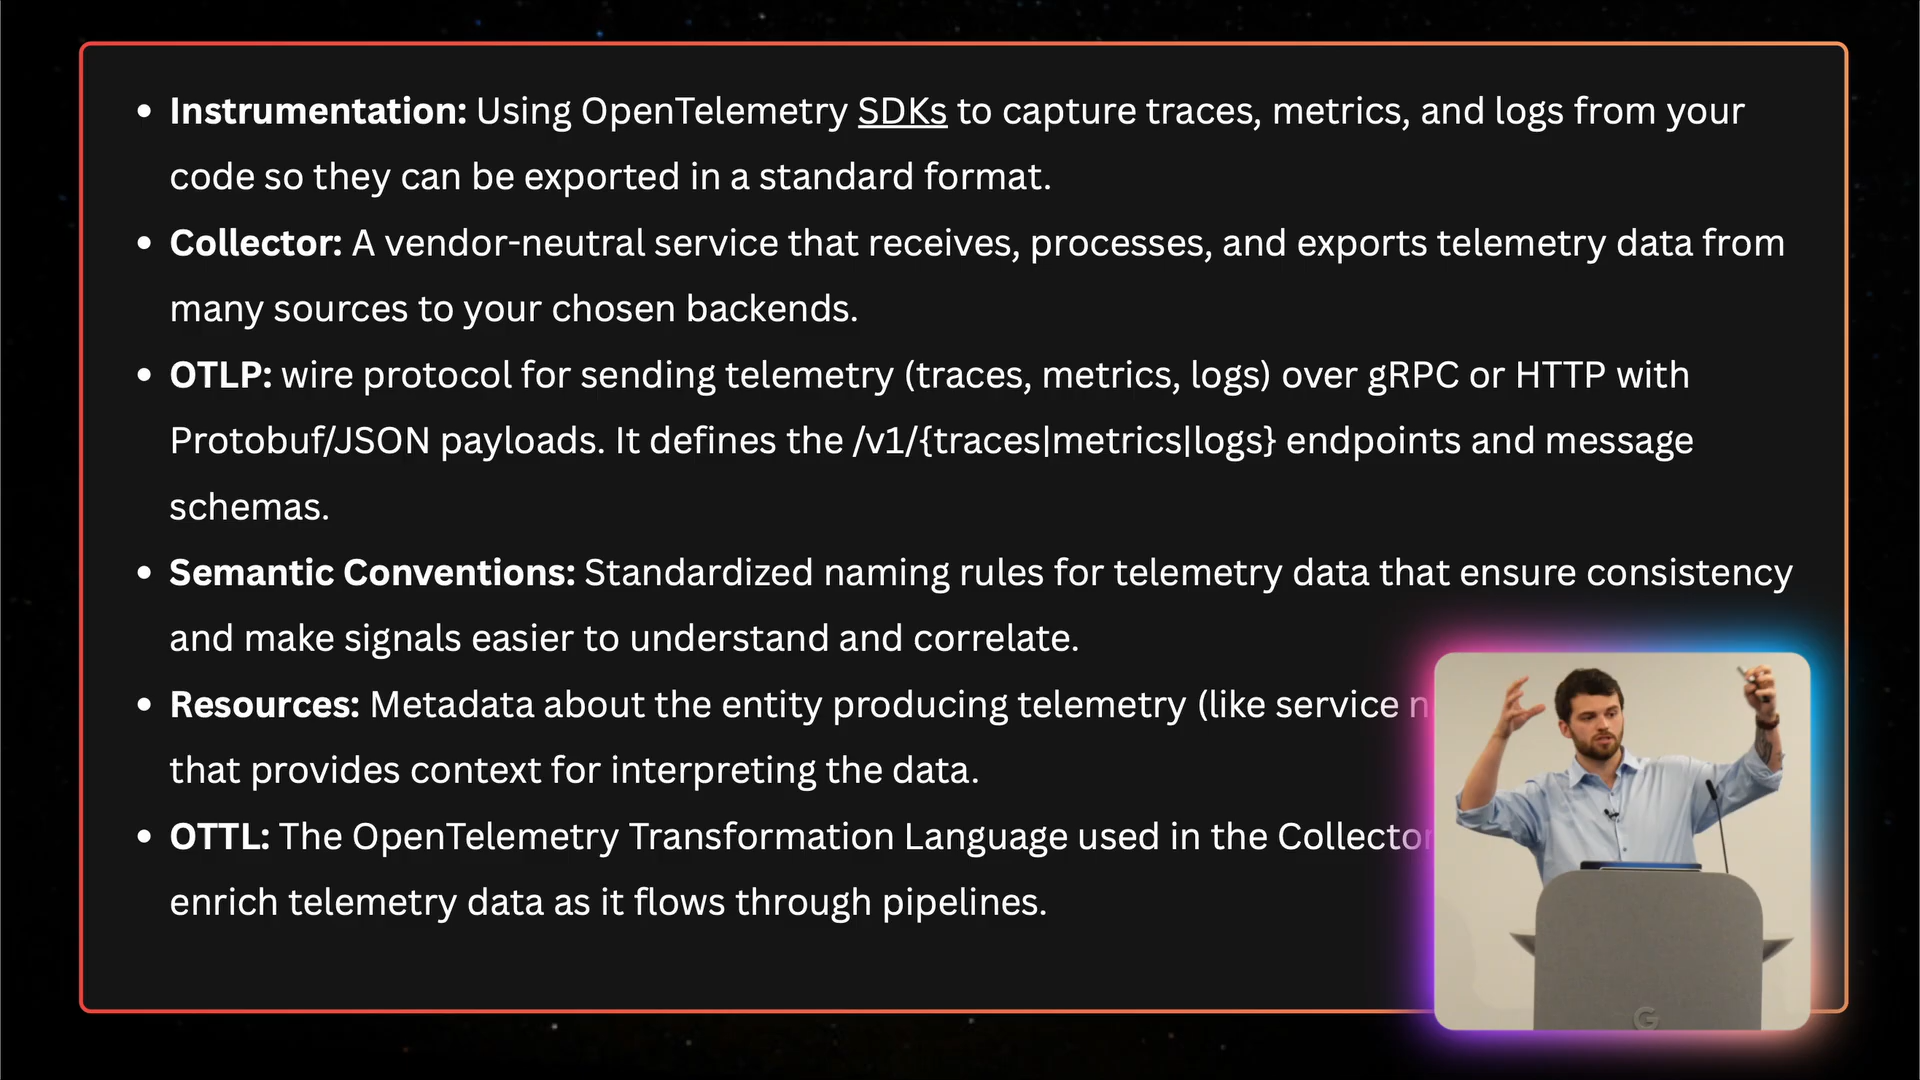 • Instrumentation: Using OpenTelemetry SDKs to capture traces, metrics, and logs from your
code so they can be exported in a standard format.
• Collector: A vendor-neutral service that receives, processes, and exports telemetry data from
many sources to your chosen backends.
• OTLP: wire protocol for sending telemetry (traces, metrics, logs) over gRPC or HTTP with
Protobuf/JSON payloads. It defines the /v1/{traces|metrics|logs} endpoints and message
schemas.
• Semantic Conventions: Standardized naming rules for telemetry data that ensure consistency
and make signals easier to understand and correlate.
• Resources: Metadata about the entity producing telemetry (like service
that provides context for interpreting the data.
• OTTL: The OpenTelemetry Transformation Language used in the Collector
enrich telemetry data as it flows through pipelines.
G